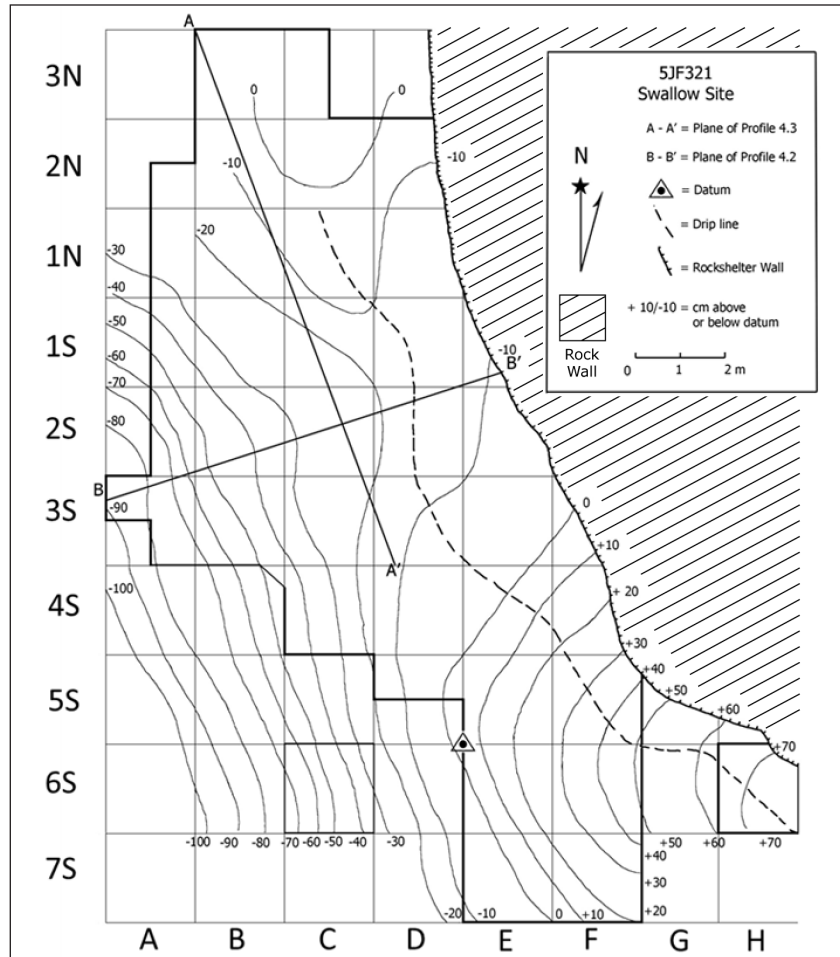 A
3N
0
0
2N
-10
-10
1N
-20
-30
-40
1S
-50
-60
-70
-10
B'
2S
-80
B
3S
-90
0
+10
A'
4S
-100
+ 20
+30
5S
+40
+50
+60
+70
6S
-100 -90 -80 -70 -60 -50 -40 -30
+50 +60 +70
7S
+40
+30
+20
-20 -10 0 +10
A B C D E F G H
5JF321
Swallow Site
A - A' = Plane of Profile 4.3
B - B' = Plane of Profile 4.2
N
= Datum
= Drip line
= Rockshelter Wall
+ 10/-10 = cm above
or below datum
Rock
Wall
0 1 2 m